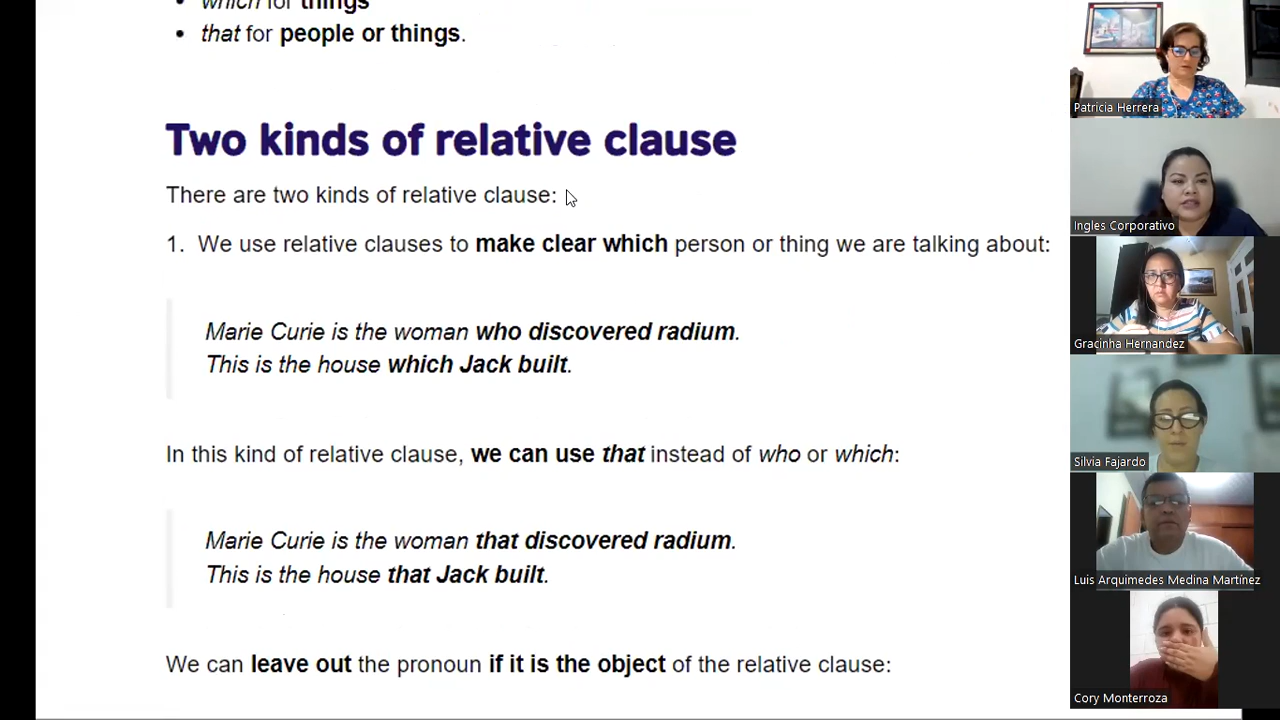 which for things
that for people or things.
Two kinds of relative clause
There are two kinds of relative clause:
1. We use relative clauses to make clear which person or thing we are talking about:
Marie Curie is the woman who discovered radium.
This is the house which Jack built.
In this kind of relative clause, we can use that instead of who or which:
Marie Curie is the woman that discovered radium.
This is the house that Jack built.
We can leave out the pronoun if it is the object of the relative clause:
Patricia Herrera
Ingles Corporativo
Gracinha Hernandez
Silvia Fajardo
Luis Arquimedes Medina Martínez
Cory Monterroza